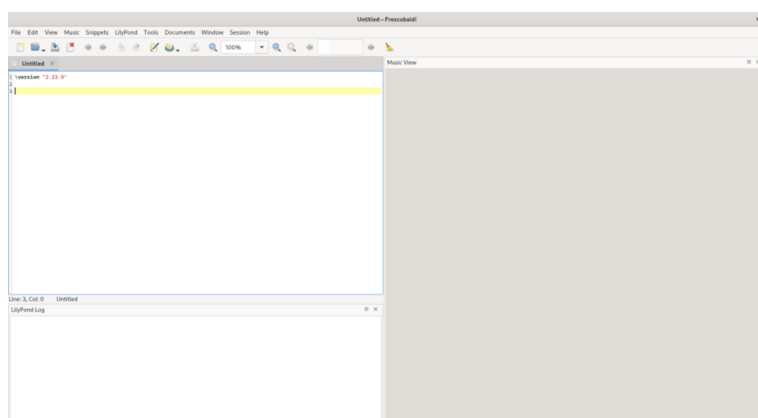 Untitled – Frescobaldi
File Edit View Music Snippets LilyPond Tools Documents Window Session Help
100%
Untitled
Music View
1 \version "2.23.9"
2
3
Line: 3, Col: 0 Untitled
LilyPond Log